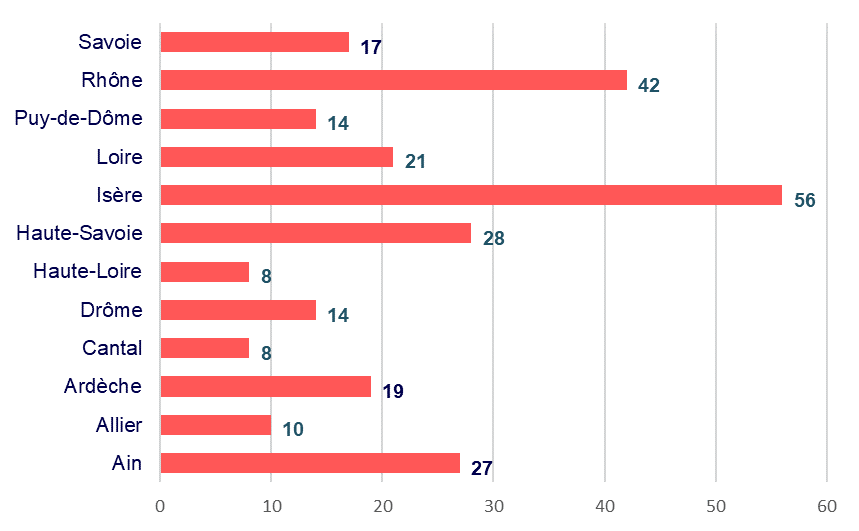 Savoie 17
Rhône 42
Puy-de-Dôme 14
Loire 21
Isère 56
Haute-Savoie 28
Haute-Loire 8
Drôme 14
Cantal 8
Ardèche 19
Allier 10
Ain 27
0 10 20 30 40 50 60